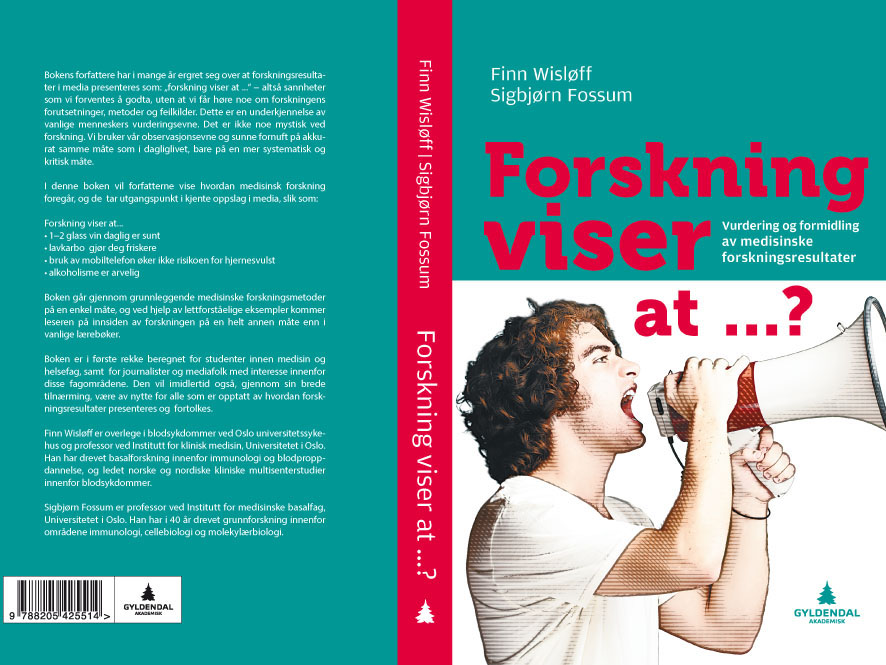 Bokens forfattere har i mange år ergret seg over at forskningsresulta-
ter i media presenteres som: „forskning viser at ...“ – altså sannheter
som vi forventes å godta, uten at vi får høre noe om forskningens
forutsetninger, metoder og feilkilder. Dette er en underkjennelse av
vanlige menneskers vurderingsevne. Det er ikke noe mystisk ved
forskning. Vi bruker vår observasjonsevne og sunne fornuft på akku-
rat samme måte som i dagliglivet, bare på en mer systematisk og
kritisk måte.
I denne boken vil forfatterne vise hvordan medisinsk forskning
foregår, og de tar utgangspunkt i kjente oppslag i media, slik som:
Forskning viser at...
• 1–2 glass vin daglig er sunt
• lavkarbo gjør deg friskere
• bruk av mobiltelefon øker ikke risikoen for hjernesvulst
• alkoholisme er arvelig
Boken går gjennom grunnleggende medisinske forskningsmetoder
på en enkel måte, og ved hjelp av lettforståelige eksempler kommer
leseren på innsiden av forskningen på en helt annen måte enn i
vanlige lærebøker.
Boken er i første rekke beregnet for studenter innen medisin og
helsefag, samt for journalister og mediafolk med interesse innenfor
disse fagområdene. Den vil imidlertid også, gjennom sin brede
tilnærming, være av nytte for alle som er opptatt av hvordan forsk-
ningsresultater presenteres og fortolkes.
Finn Wisløff er overlege i blodsykdommer ved Oslo universitetssyke-
hus og professor ved Institutt for klinisk medisin, Universitetet i Oslo.
Han har drevet basalforskning innenfor immunologi og blodpropp-
dannelse, og ledet norske og nordiske kliniske multisenterstudier
innenfor blodsykdommer.
Sigbjørn Fossum er professor ved Institutt for medisinske basalfag,
Universitetet i Oslo. Han har i 40 år drevet grunnforskning innenfor
områdene immunologi, cellebiologi og molekylærbiologi.
9 788205 425514 >
GYLDENDAL
AKADEMISK
Finn Wisløff | Sigbjørn Fossum
Forskning viser at ...?
Finn Wisløff
Sigbjørn Fossum
Forskning
viser
Vurdering og formidling
av medisinske
forskningsresultater
at ...?
GYLDENDAL
AKADEMISK